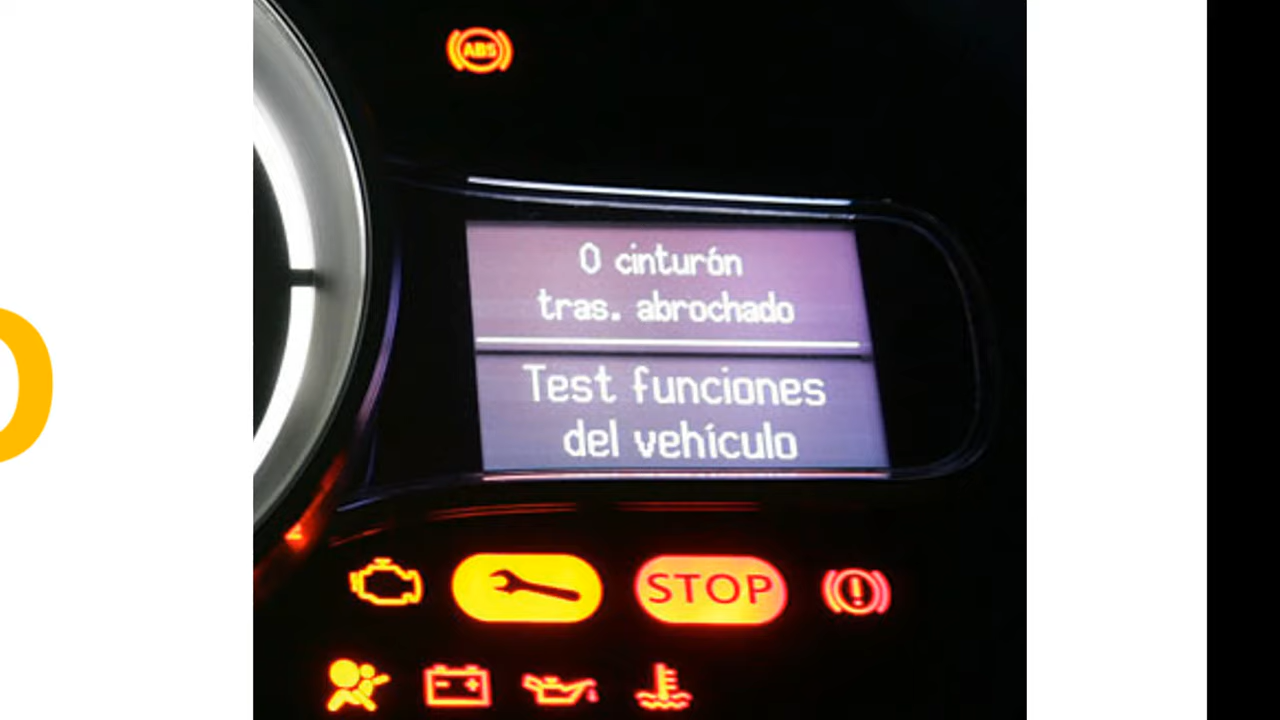 ABS
0 cinturón
tras. abrochado
Test funciones
del vehículo
STOP